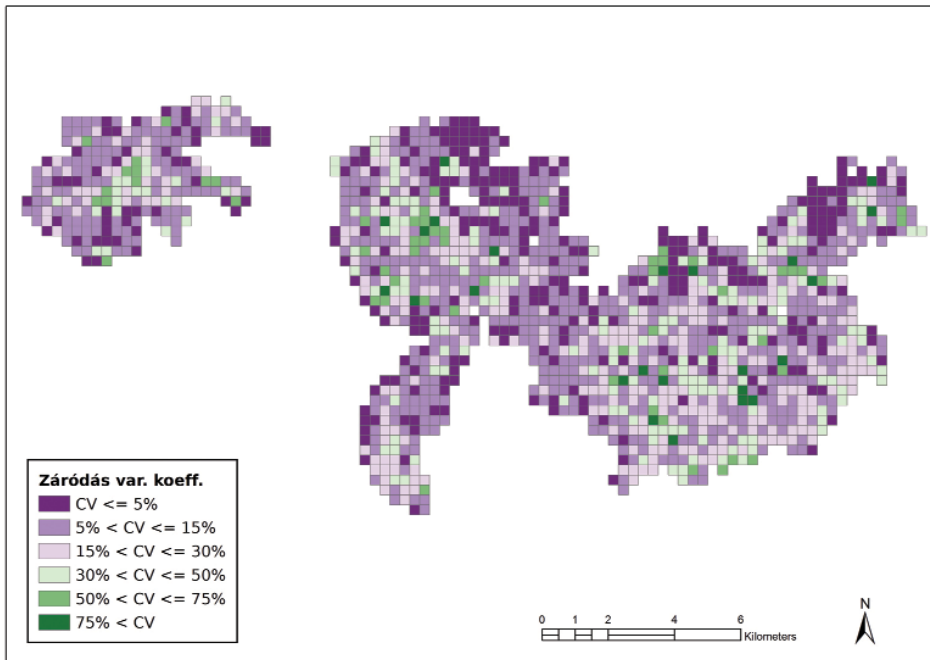 Záródás var. koeff.
CV <= 5%
5% < CV <= 15%
15% < CV <= 30%
30% < CV <= 50%
50% < CV <= 75%
75% < CV
0 1 2 4 6
Kilometers
N